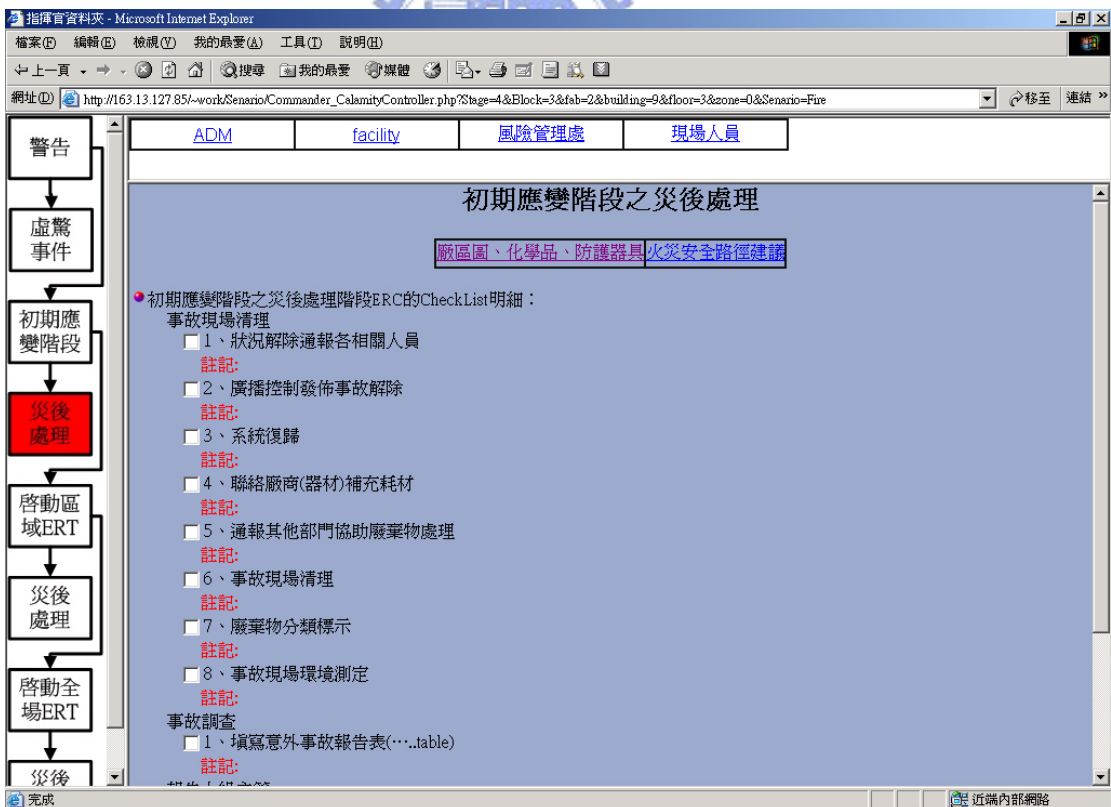 指揮官資料夾 - Microsoft Internet Explorer
檔案(F) 編輯(E) 檢視(V) 我的最愛(A) 工具(T) 說明(H)
上一頁 搜尋 我的最愛 媒體
網址(D) http://163.13.127.85/~work/Senario/Commander_CalamityController.php?Stage=4&Block=3&fab=2&building=9&floor=3&zone=0&Senario=Fire 移至 連結 »
警告
虛驚
事件
初期應
變階段
災後
處理
啓動區
域ERT
災後
處理
啓動全
場ERT
災後
ADM facility 風險管理處 現場人員
初期應變階段之災後處理
廠區圖、化學品、防護器具 火災安全路徑建議
初期應變階段之災後處理階段ERC的CheckList明細：
事故現場清理
1、狀況解除通報各相關人員
註記:
2、廣播控制發佈事故解除
註記:
3、系統復歸
註記:
4、聯絡廠商(器材)補充耗材
註記:
5、通報其他部門協助廢棄物處理
註記:
6、事故現場清理
註記:
7、廢棄物分類標示
註記:
8、事故現場環境測定
註記:
事故調查
1、填寫意外事故報告表(…..table)
註記:
完成 近端內部網路